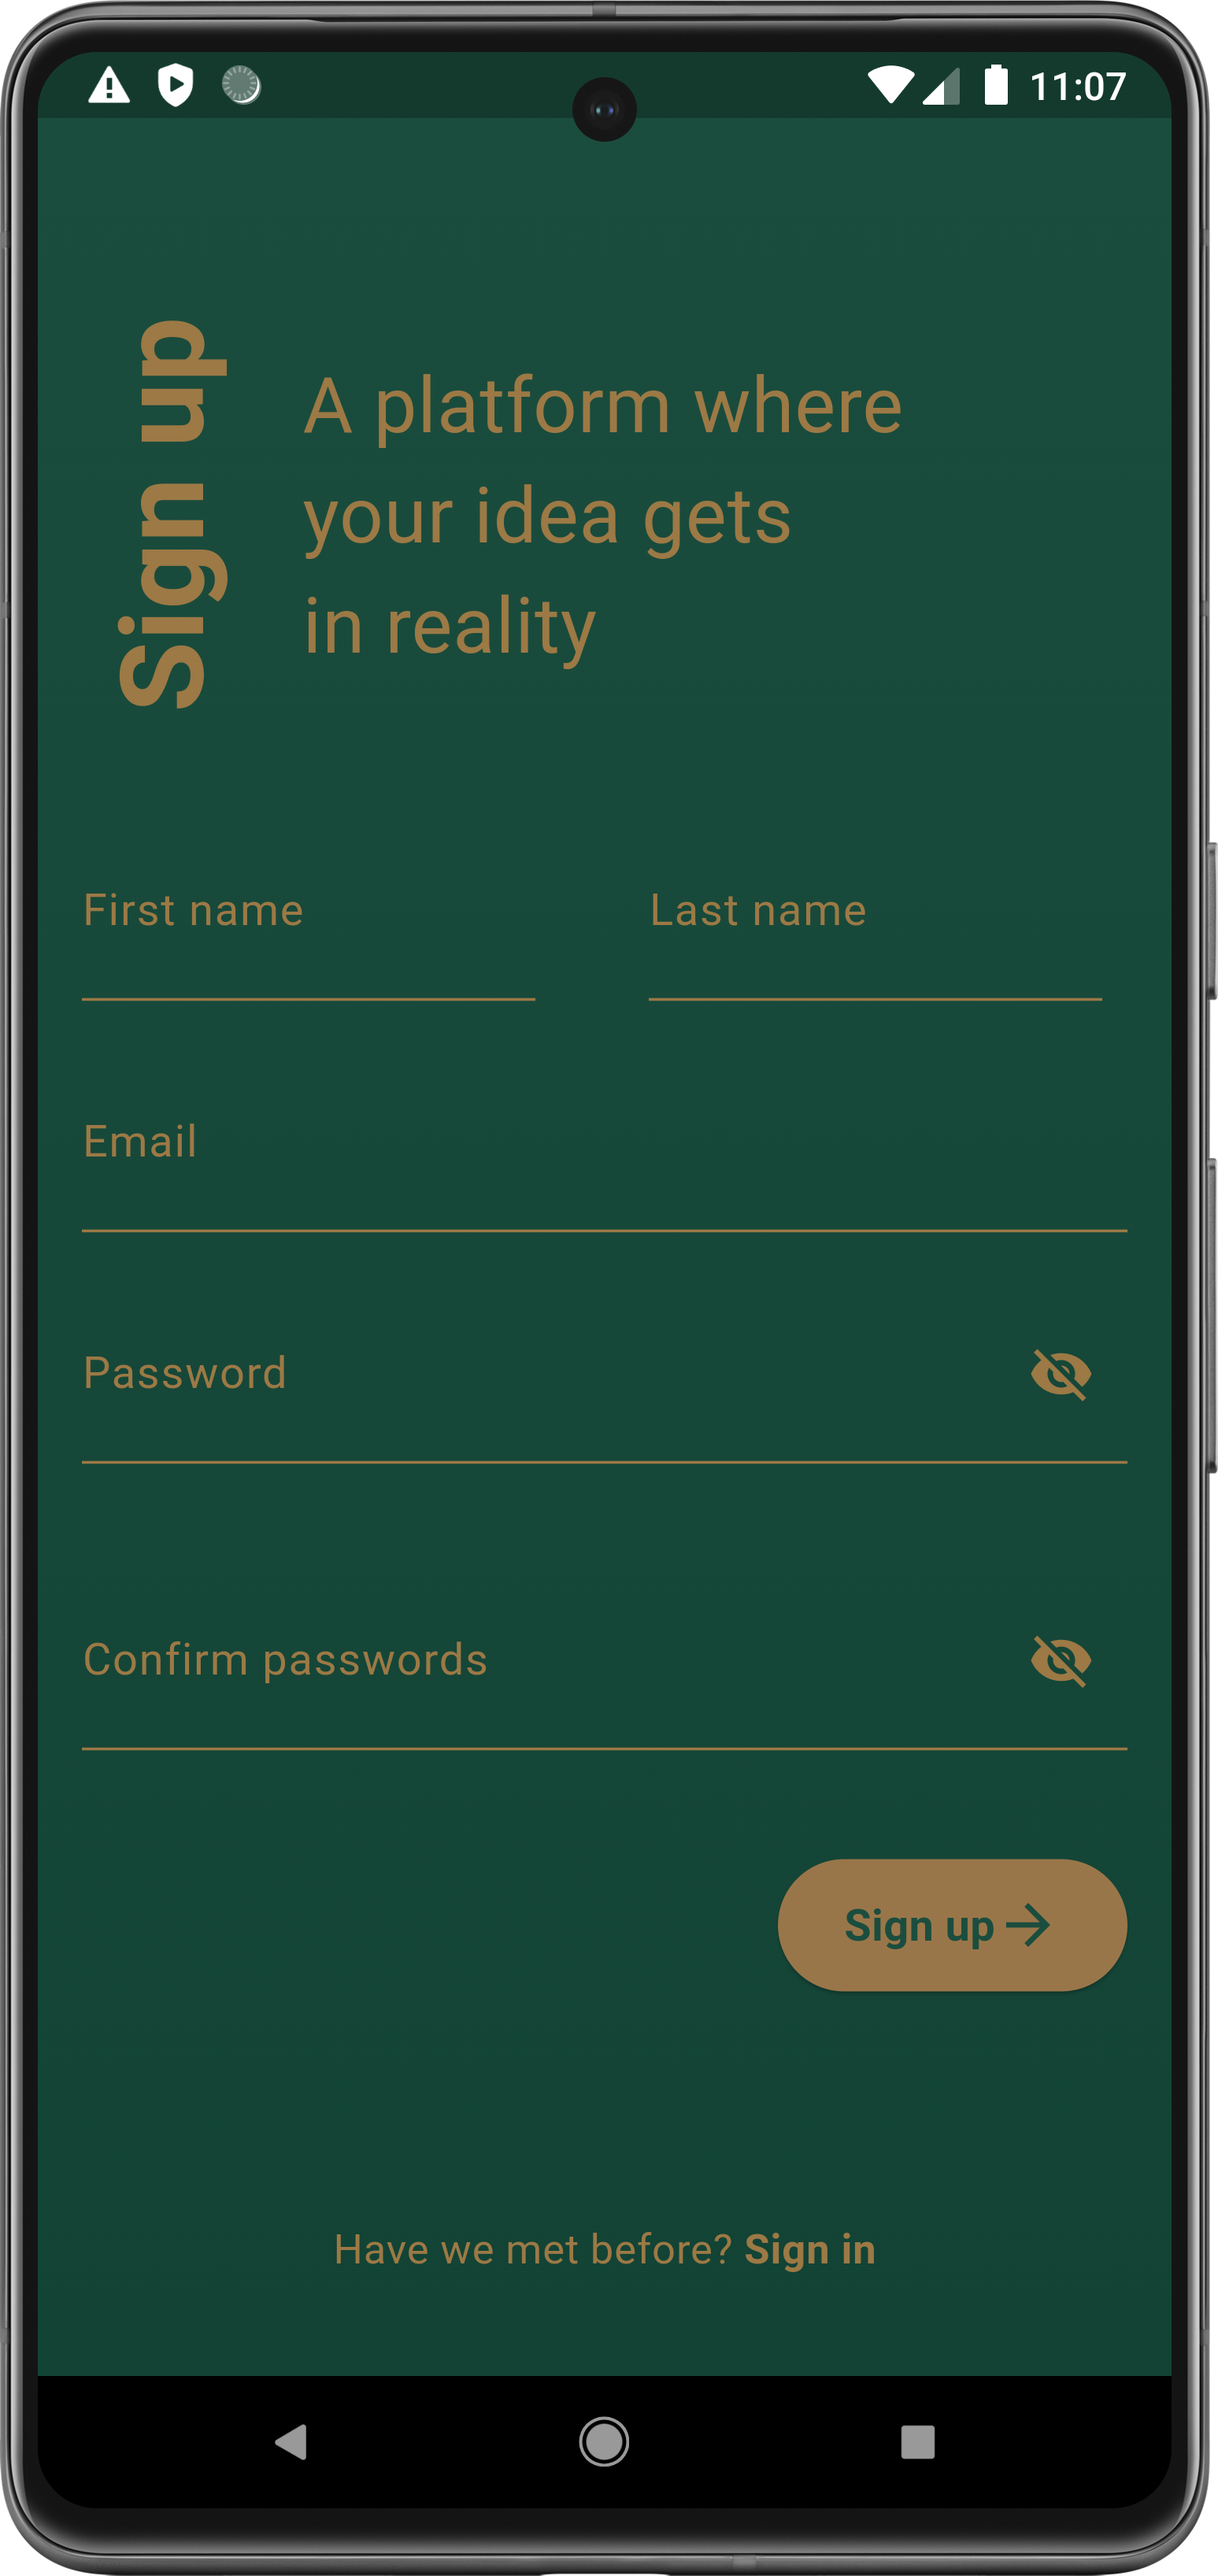 11:07
Sign up
A platform where
your idea gets
in reality
First name
Last name
Email
Password
Confirm passwords
Sign up
Have we met before? Sign in